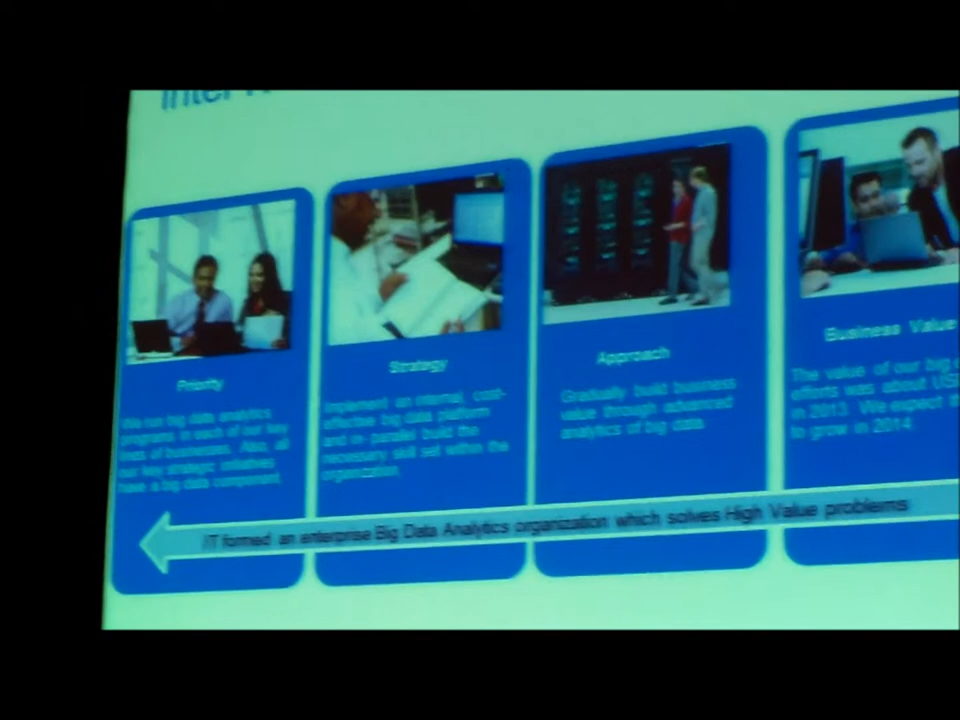 Intel
Priority
We run big data analytics
programs in each of our key
lines of business. Also, all
our key strategic initiatives
have a big data component.
Strategy
Implement an internal, cost-
effective big data platform
and in- parallel build the
necessary skill set within the
organization.
Approach
Gradually build business
value through advanced
analytics of big data
Business Value
The value of our big
efforts was about US
in 2013. We expect
to grow in 2014
IT formed an enterprise Big Data Analytics organization which solves High Value problems